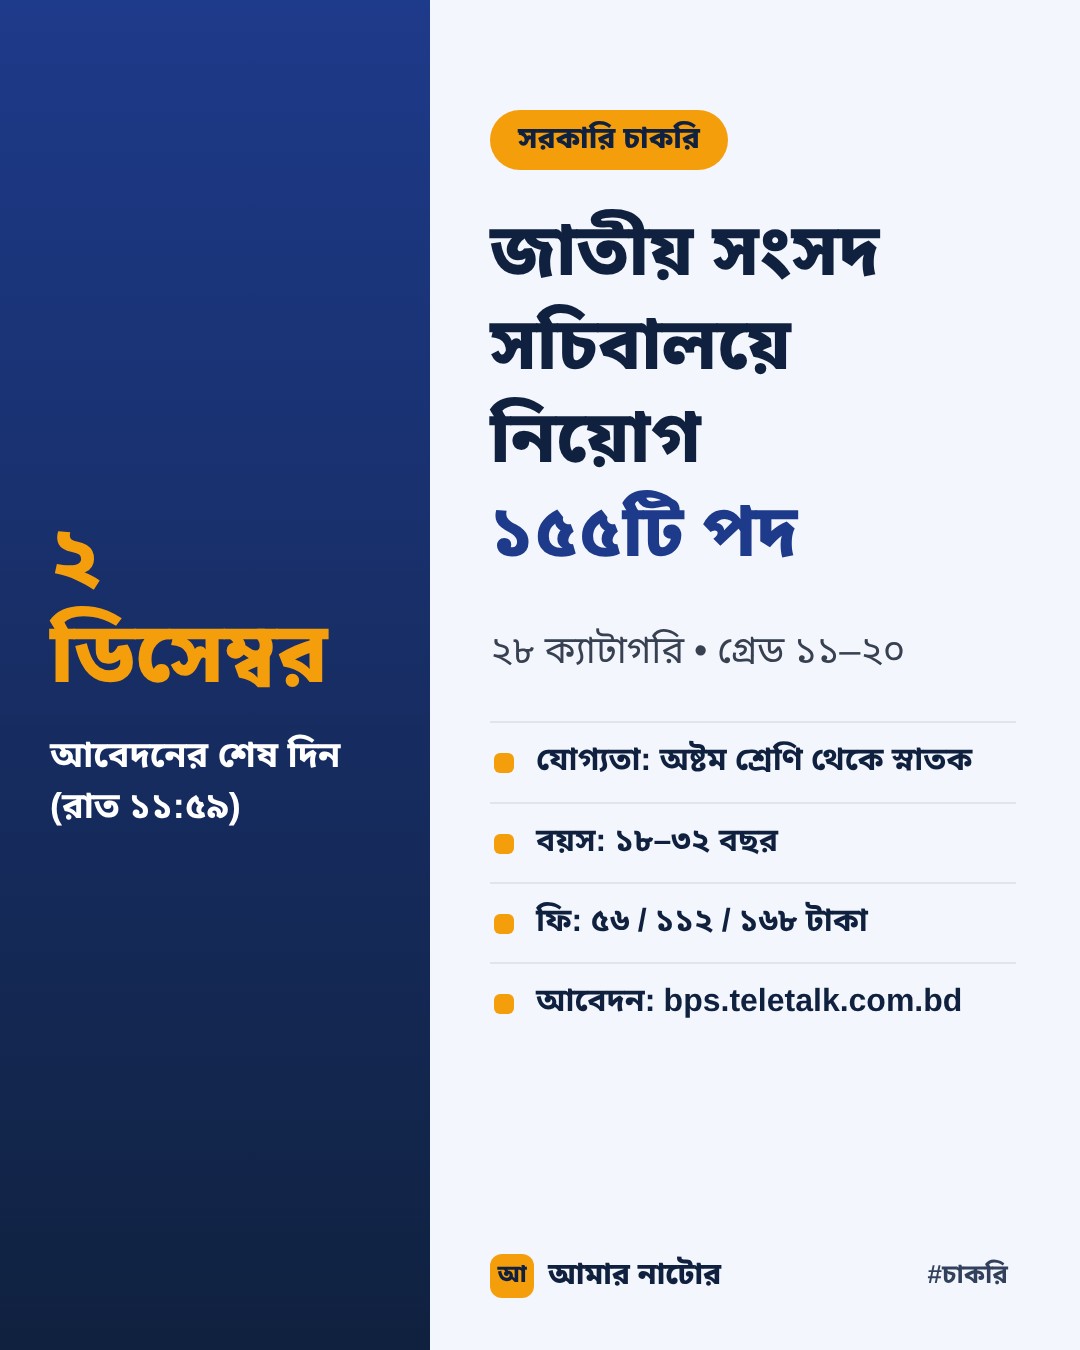 ২
ডিসেম্বর
আবেদনের শেষ দিন
(রাত ১১:৫৯)
সরকারি চাকরি
জাতীয় সংসদ
সচিবালয়ে
নিয়োগ
১৫৫টি পদ
২৮ ক্যাটাগরি • গ্রেড ১১–২০
যোগ্যতা: অষ্টম শ্রেণি থেকে স্নাতক
বয়স: ১৮–৩২ বছর
ফি: ৫৬ / ১১২ / ১৬৮ টাকা
আবেদন: bps.teletalk.com.bd
আ আমার নাটোর #চাকরি